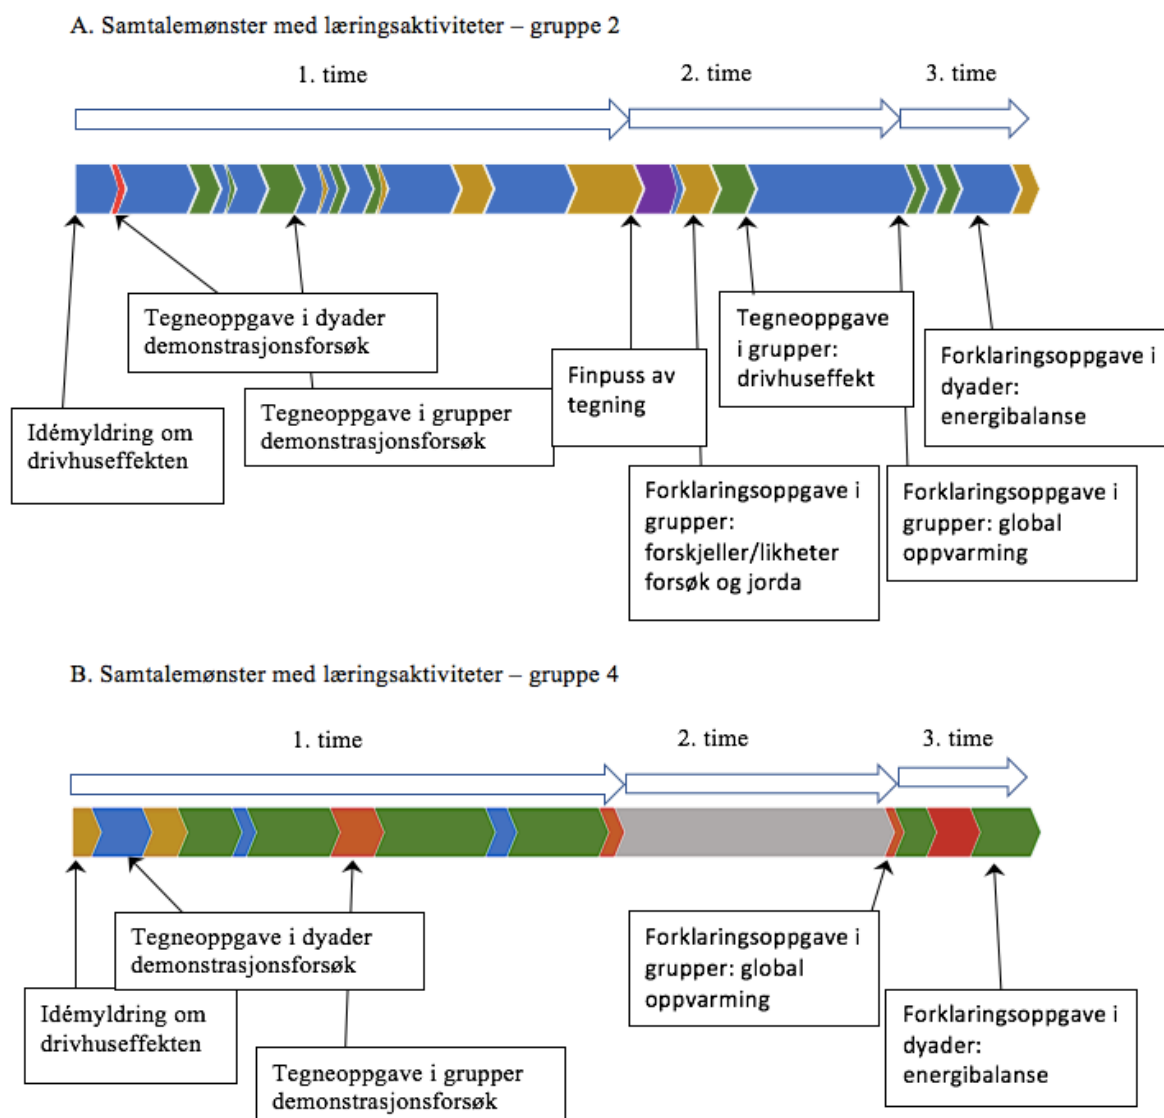 A. Samtalemønster med læringsaktiviteter – gruppe 2
1. time
2. time
3. time
Tegneoppgave i dyader
demonstrasjonsforsøk
Tegneoppgave i grupper
demonstrasjonsforsøk
Idémyldring om
drivhuseffekten
Finpuss av
tegning
Tegneoppgave
i grupper:
drivhuseffekt
Forklaringsoppgave i
dyader:
energibalanse
Forklaringsoppgave i
grupper:
forskjeller/likheter
forsøk og jorda
Forklaringsoppgave i
grupper: global
oppvarming
B. Samtalemønster med læringsaktiviteter – gruppe 4
1. time
2. time
3. time
Tegneoppgave i dyader
demonstrasjonsforsøk
Idémyldring om
drivhuseffekten
Tegneoppgave i grupper
demonstrasjonsforsøk
Forklaringsoppgave i
grupper: global
oppvarming
Forklaringsoppgave i
dyader:
energibalanse